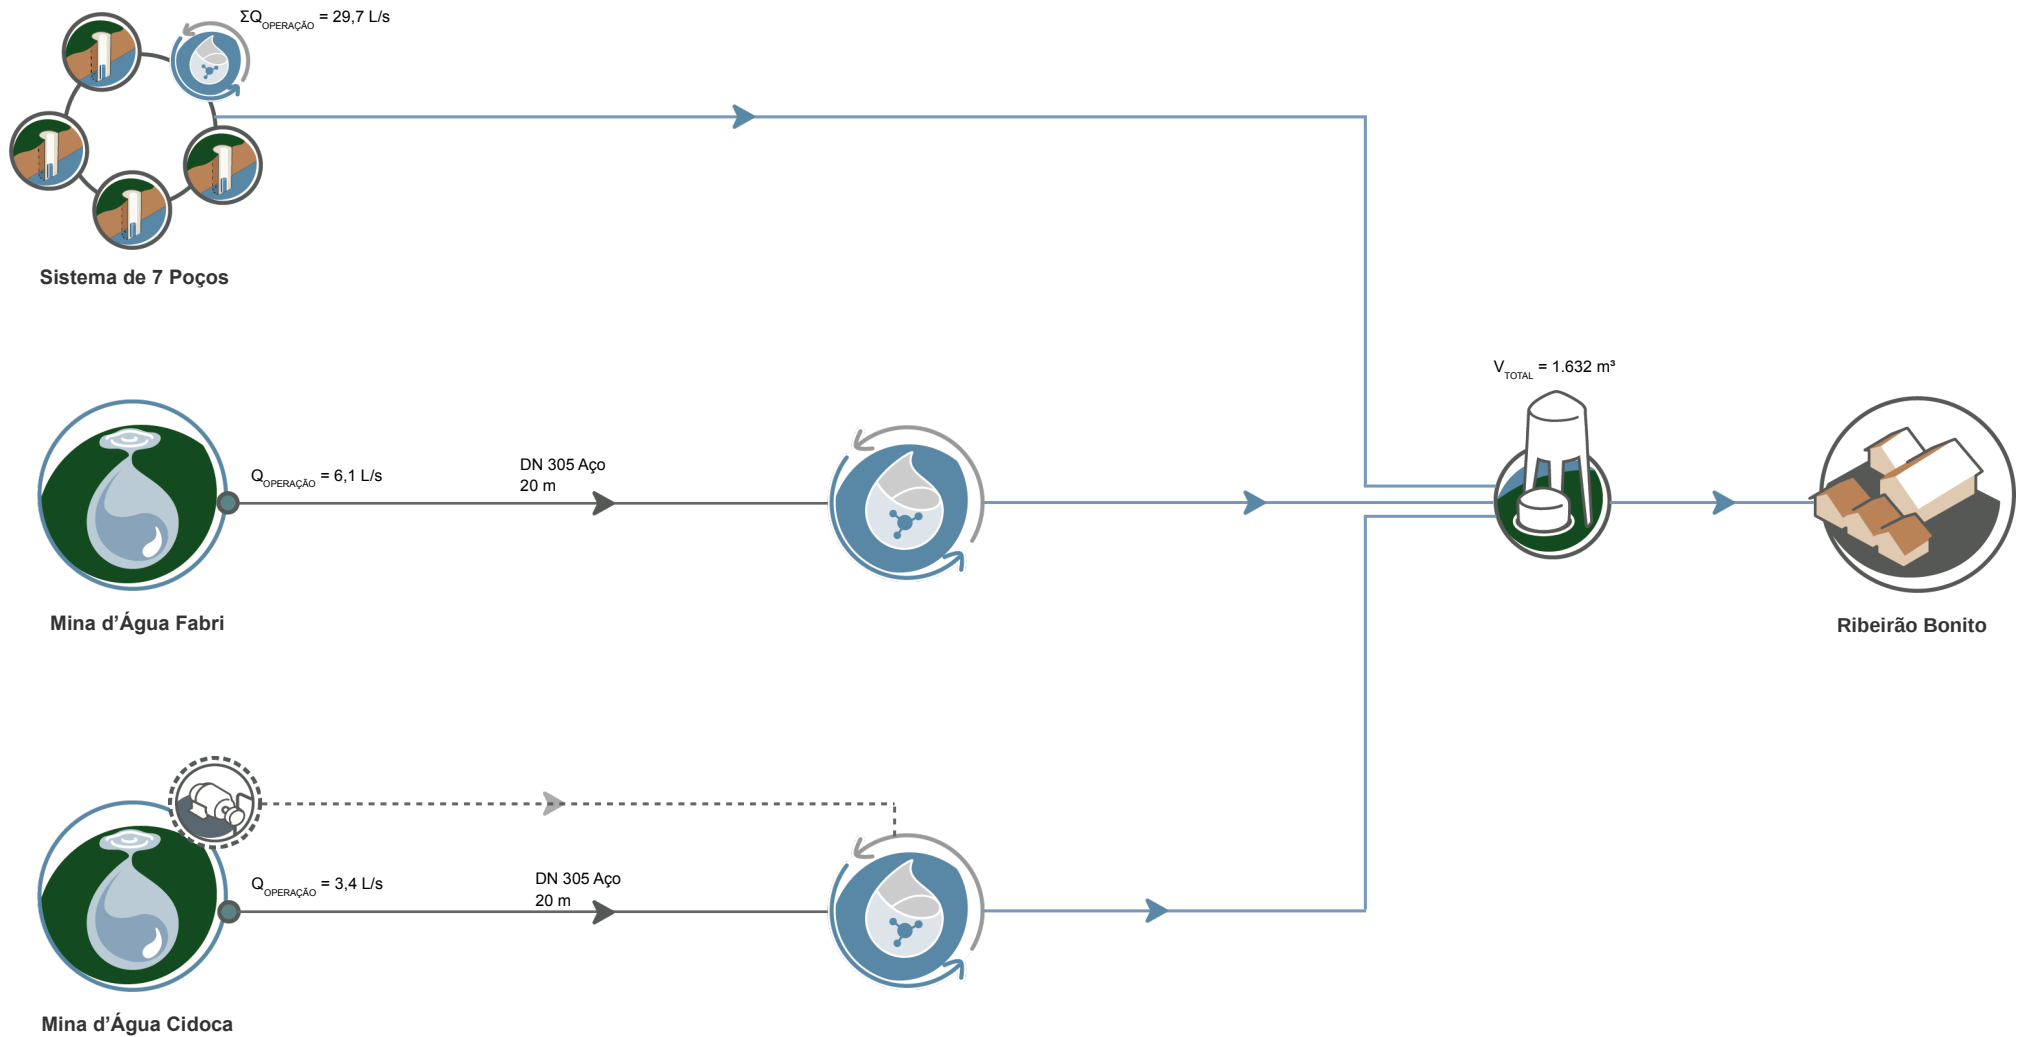 ΣQOPERAÇÃO = 29,7 L/s
Sistema de 7 Poços
VTOTAL = 1.632 m³
QOPERAÇÃO = 6,1 L/s
DN 305 Aço
20 m
Mina d’Água Fabri
Ribeirão Bonito
QOPERAÇÃO = 3,4 L/s
DN 305 Aço
20 m
Mina d’Água Cidoca